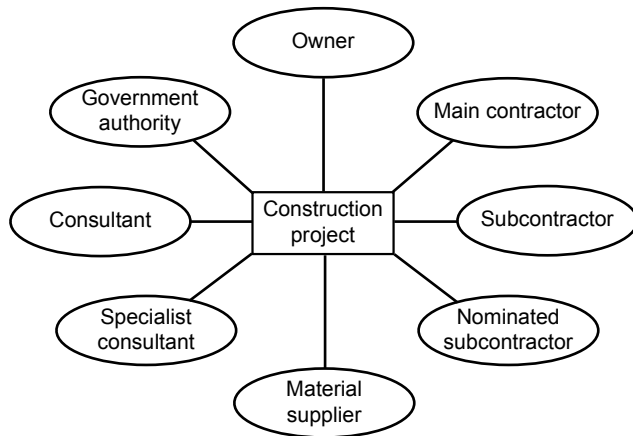 Owner
Government
authority
Main contractor
Consultant
Construction
project
Subcontractor
Specialist
consultant
Nominated
subcontractor
Material
supplier